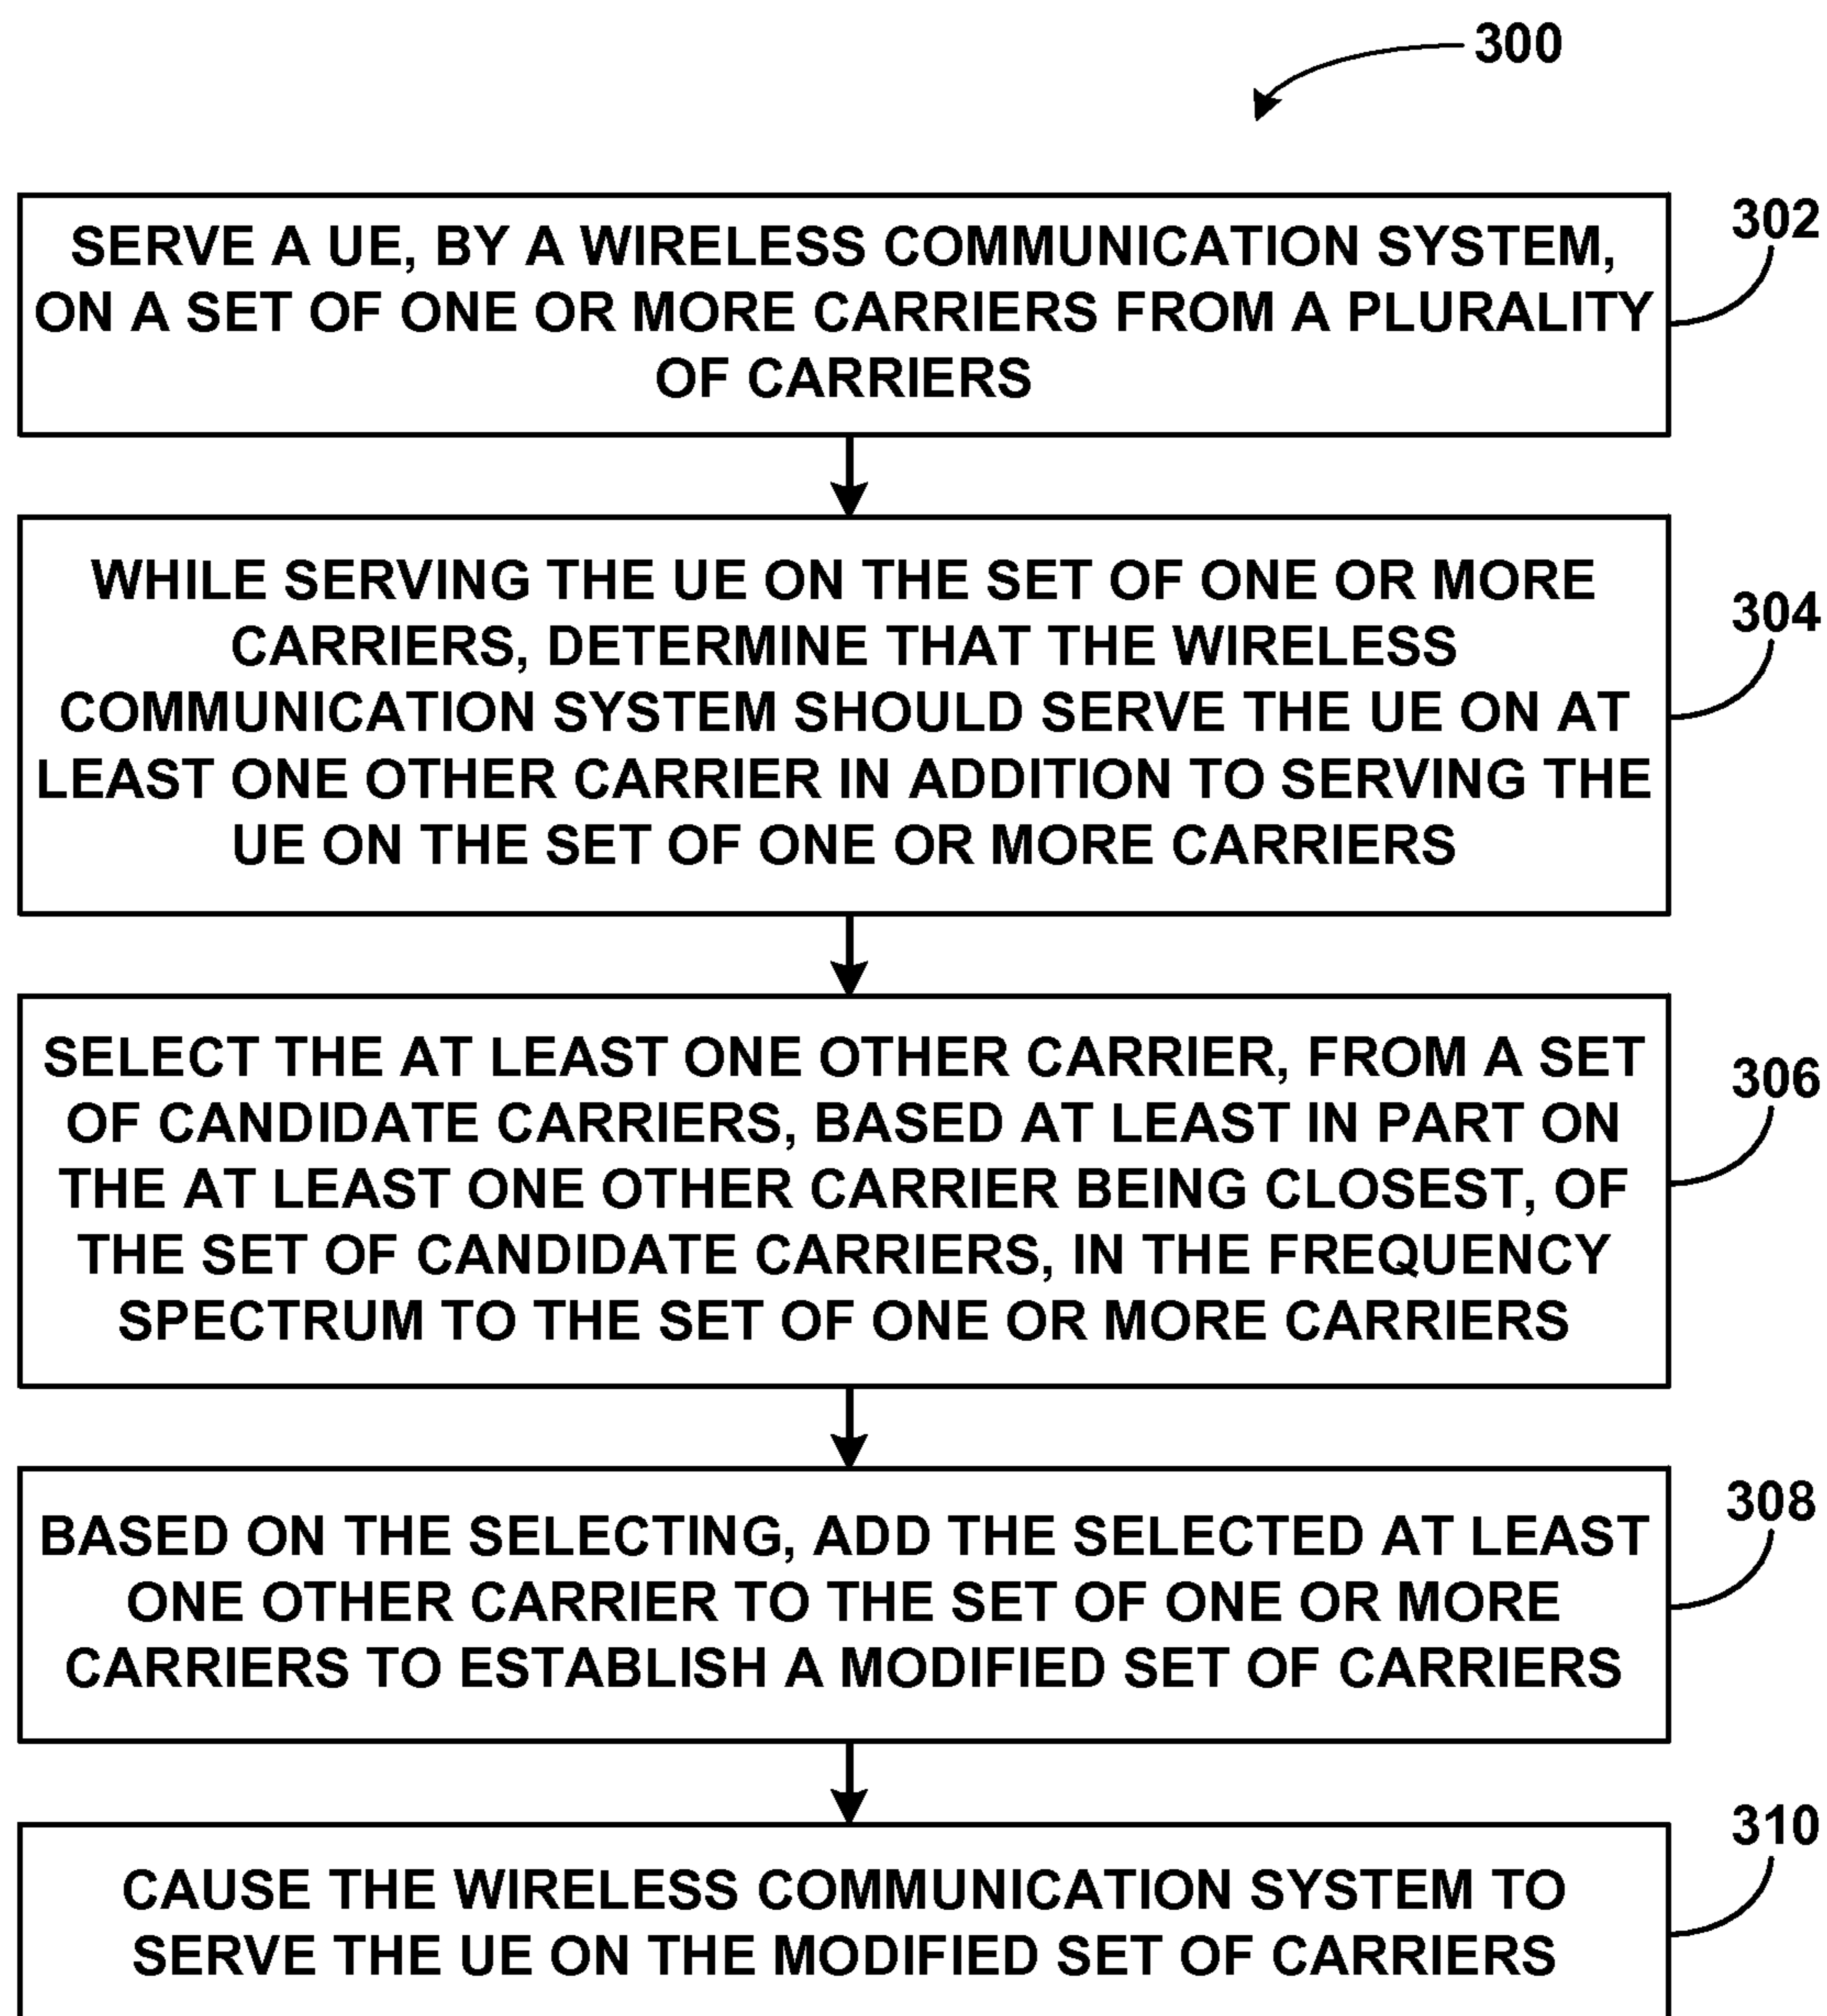 300
302
SERVE A UE, BY A WIRELESS COMMUNICATION SYSTEM,
ON A SET OF ONE OR MORE CARRIERS FROM A PLURALITY
OF CARRIERS
304
WHILE SERVING THE UE ON THE SET OF ONE OR MORE
CARRIERS, DETERMINE THAT THE WIRELESS
COMMUNICATION SYSTEM SHOULD SERVE THE UE ON AT
LEAST ONE OTHER CARRIER IN ADDITION TO SERVING THE
UE ON THE SET OF ONE OR MORE CARRIERS
306
SELECT THE AT LEAST ONE OTHER CARRIER, FROM A SET
OF CANDIDATE CARRIERS, BASED AT LEAST IN PART ON
THE AT LEAST ONE OTHER CARRIER BEING CLOSEST, OF
THE SET OF CANDIDATE CARRIERS, IN THE FREQUENCY
SPECTRUM TO THE SET OF ONE OR MORE CARRIERS
308
BASED ON THE SELECTING, ADD THE SELECTED AT LEAST
ONE OTHER CARRIER TO THE SET OF ONE OR MORE
CARRIERS TO ESTABLISH A MODIFIED SET OF CARRIERS
310
CAUSE THE WIRELESS COMMUNICATION SYSTEM TO
SERVE THE UE ON THE MODIFIED SET OF CARRIERS